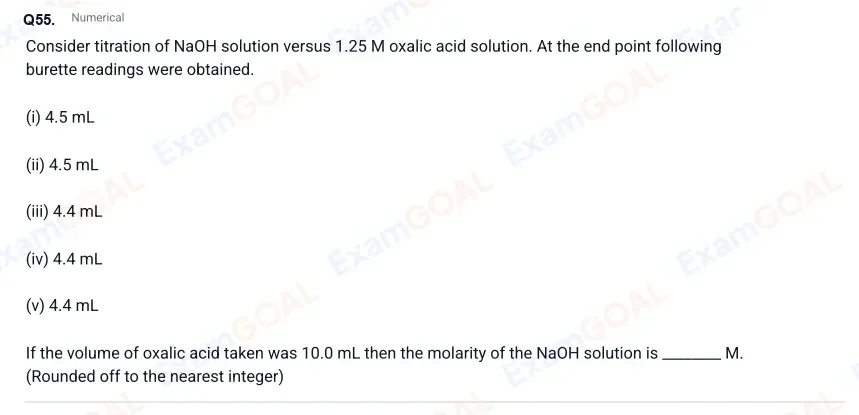 Q55. Numerical
Consider titration of NaOH solution versus 1.25 M oxalic acid solution. At the end point following
burette readings were obtained.
(i) 4.5 mL
(ii) 4.5 mL
(iii) 4.4 mL
(iv) 4.4 mL
(v) 4.4 mL
If the volume of oxalic acid taken was 10.0 mL then the molarity of the NaOH solution is _______ M.
(Rounded off to the nearest integer)